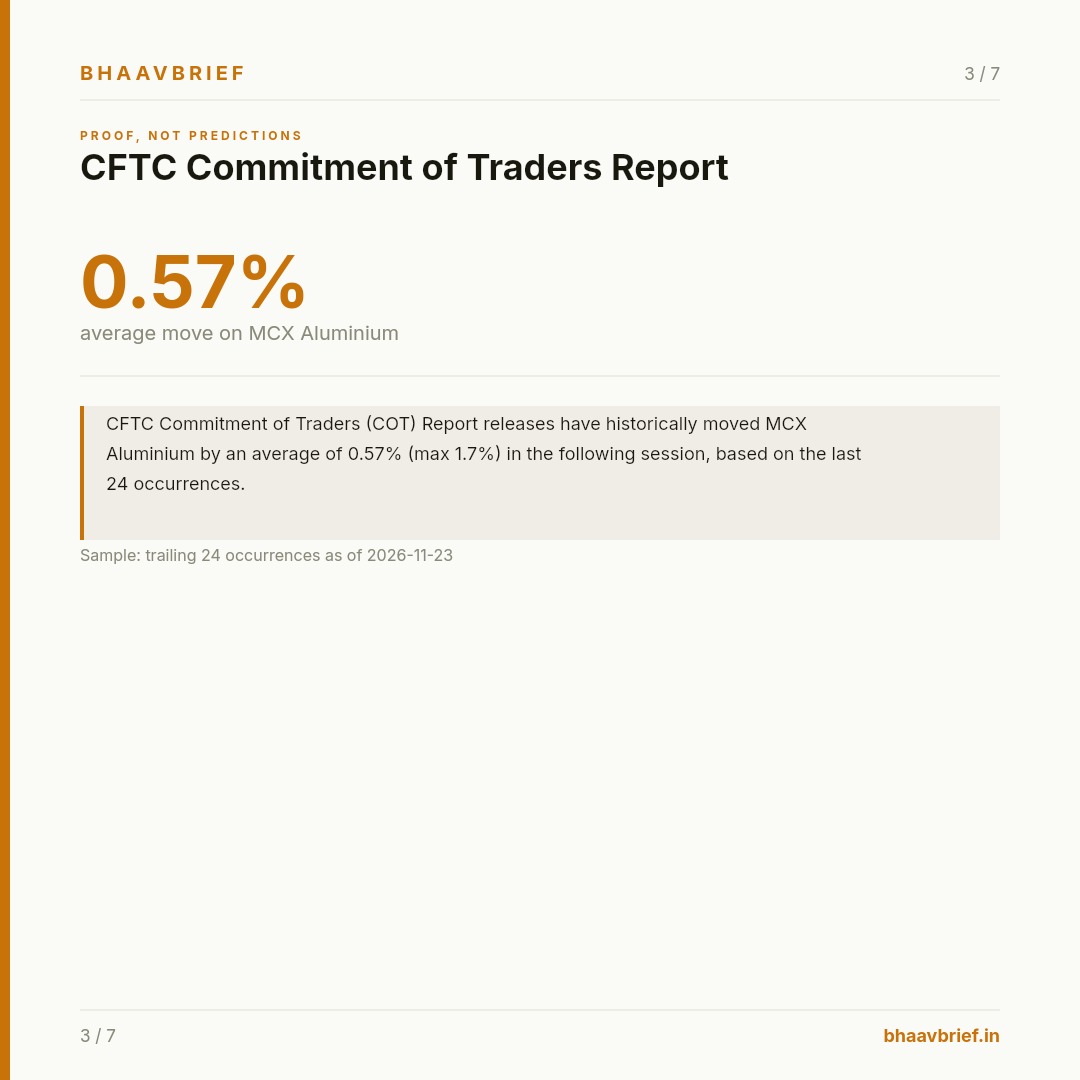 BHAAVBRIEF
3 / 7
PROOF, NOT PREDICTIONS
CFTC Commitment of Traders Report
0.57%
average move on MCX Aluminium
CFTC Commitment of Traders (COT) Report releases have historically moved MCX
Aluminium by an average of 0.57% (max 1.7%) in the following session, based on the last
24 occurrences.
Sample: trailing 24 occurrences as of 2026-11-23
3 / 7
bhaavbrief.in